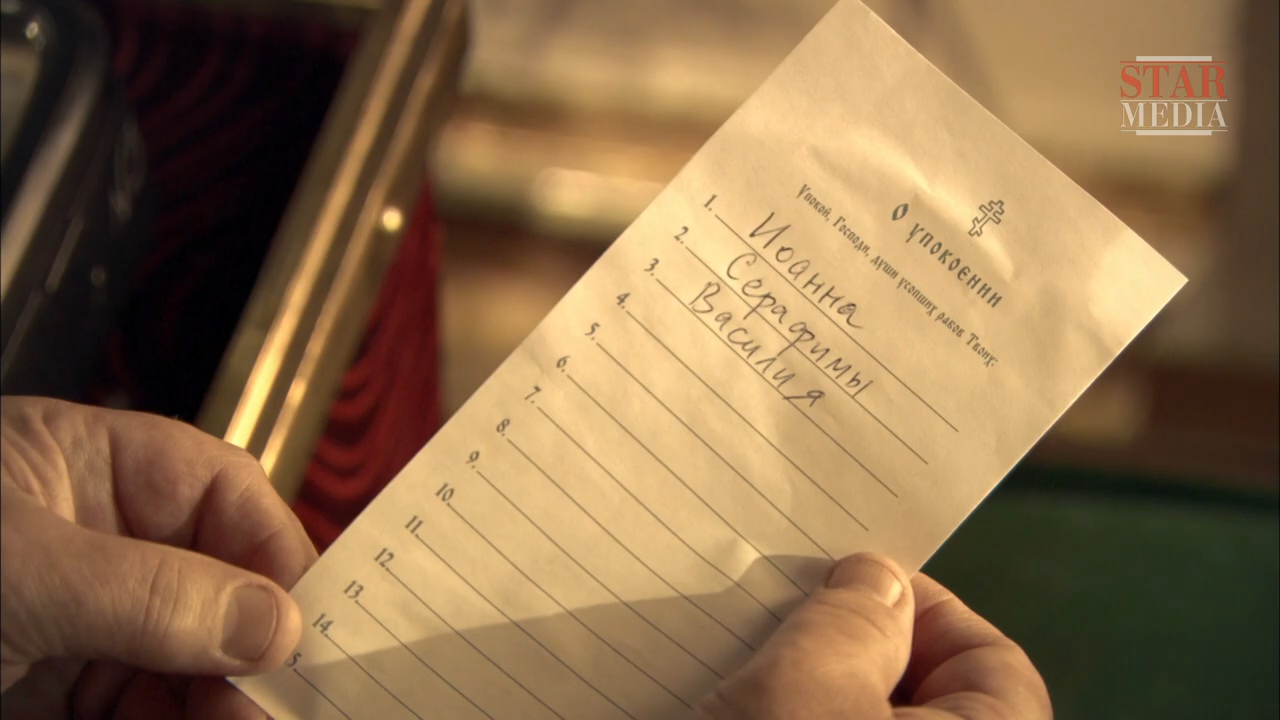 STAR
MEDIA
О упокоении
Упокой, Господи, души усопших рабов Твоих:
1. Иоанна
2. Серафимы
3. Василия
4.
5.
6.
7.
8.
9.
10.
11.
12.
13.
14.
5.